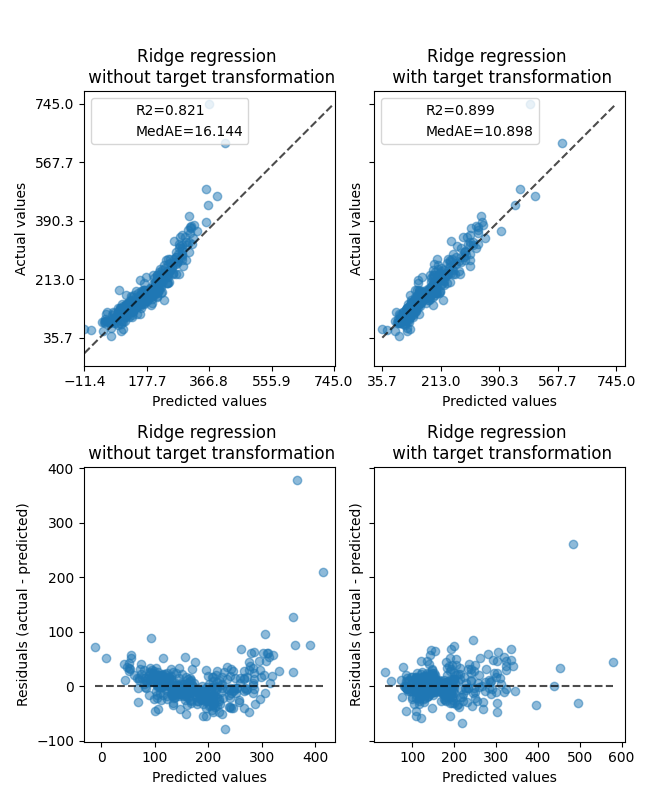 Ridge regression
without target transformation
R2=0.821
MedAE=16.144
745.0
567.7
390.3
213.0
35.7
Actual values
−11.4 177.7 366.8 555.9 745.0
Predicted values
Ridge regression
with target transformation
R2=0.899
MedAE=10.898
Actual values
35.7 213.0 390.3 567.7 745.0
Predicted values
Ridge regression
without target transformation
400
300
200
100
0
−100
Residuals (actual - predicted)
0 100 200 300 400
Predicted values
Ridge regression
with target transformation
Residuals (actual - predicted)
100 200 300 400 500 600
Predicted values